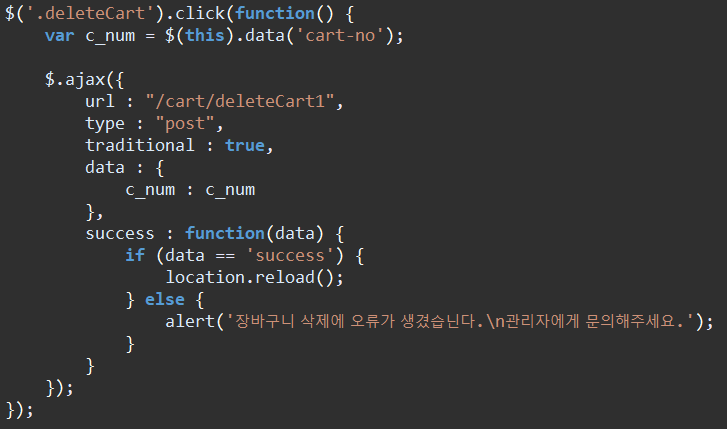 $('.deleteCart').click(function() {
    var c_num = $(this).data('cart-no');

    $.ajax({
        url : "/cart/deleteCart1",
        type : "post",
        traditional : true,
        data : {
            c_num : c_num
        },
        success : function(data) {
            if (data == 'success') {
                location.reload();
            } else {
                alert('장바구니 삭제에 오류가 생겼습닌다.\n관리자에게 문의해주세요.');
            }
        }
    });
});